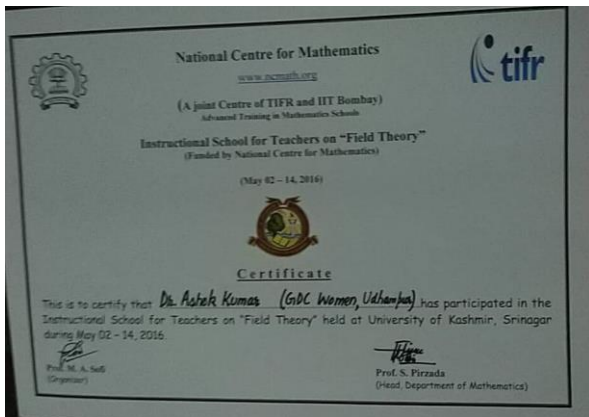 National Centre for Mathematics
www.ncmath.org
tifr
(A joint Centre of TIFR and IIT Bombay)
Advanced Training in Mathematics Schools
Instructional School for Teachers on “Field Theory”
(Funded by National Centre for Mathematics)
(May 02 – 14, 2016)
Certificate
This is to certify that Dr. Ashok Kumar (GDC Women, Udhampur) has participated in the
Instructional School for Teachers on "Field Theory" held at University of Kashmir, Srinagar
during May 02 – 14, 2016.
Prof. M. A. Sofi
(Organiser)
Prof. S. Pirzada
(Head, Department of Mathematics)